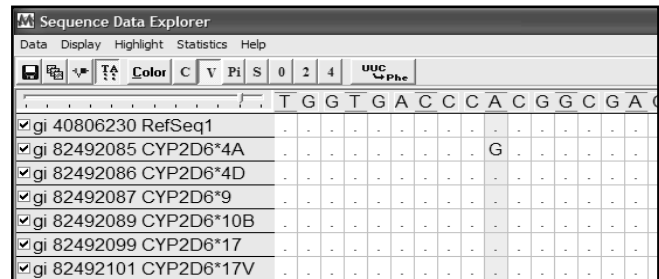 Sequence Data Explorer
Data Display Highlight Statistics Help
TA Color C V Pi S 0 2 4 UUC Phe
T G G T G A C C C A C G G C G A
gi 40806230 RefSeq1 . . . . . . . . . . . . . . . .
gi 82492085 CYP2D6*4A . . . . . . . . . G . . . . . .
gi 82492086 CYP2D6*4D . . . . . . . . . . . . . . . .
gi 82492087 CYP2D6*9 . . . . . . . . . . . . . . . .
gi 82492089 CYP2D6*10B . . . . . . . . . . . . . . . .
gi 82492099 CYP2D6*17 . . . . . . . . . . . . . . . .
gi 82492101 CYP2D6*17V . . . . . . . . . . . . . . . .